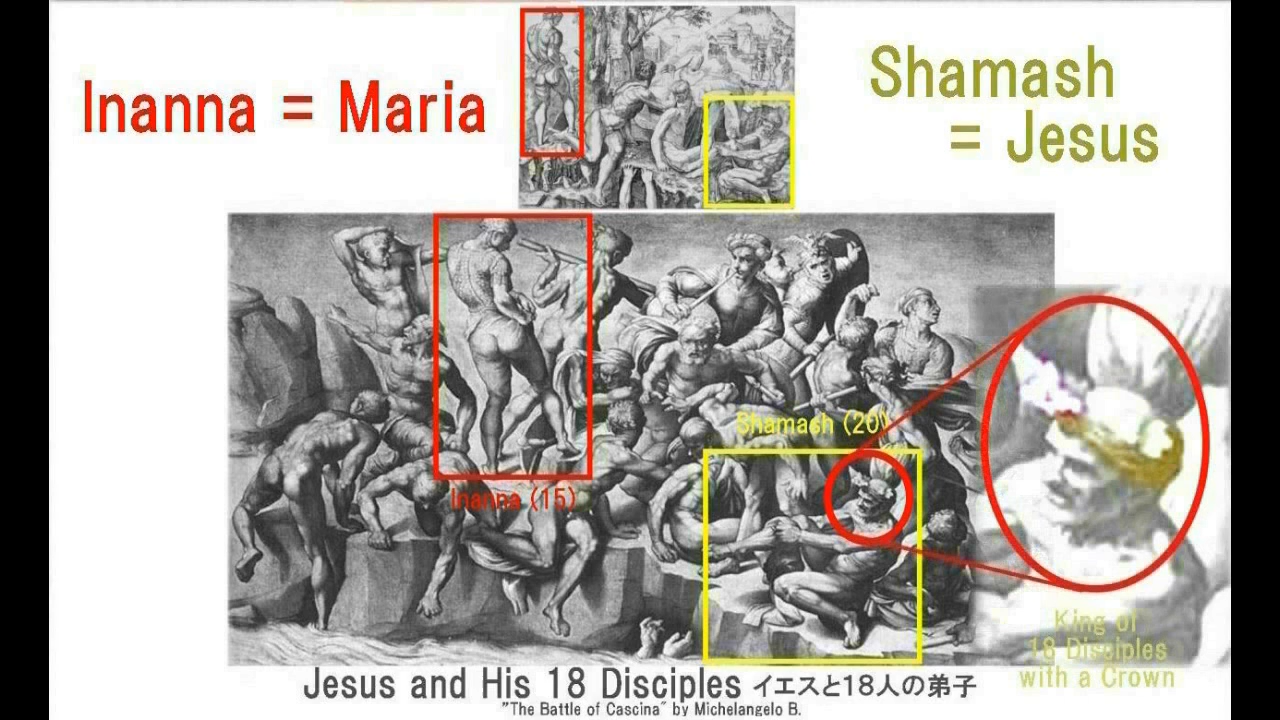 Inanna = Maria
Shamash
= Jesus
Shamash (20)
Inanna (15)
King of
18 Disciples
with a Crown
Jesus and His 18 Disciples イエスと18人の弟子
"The Battle of Cascina" by Michelangelo B.